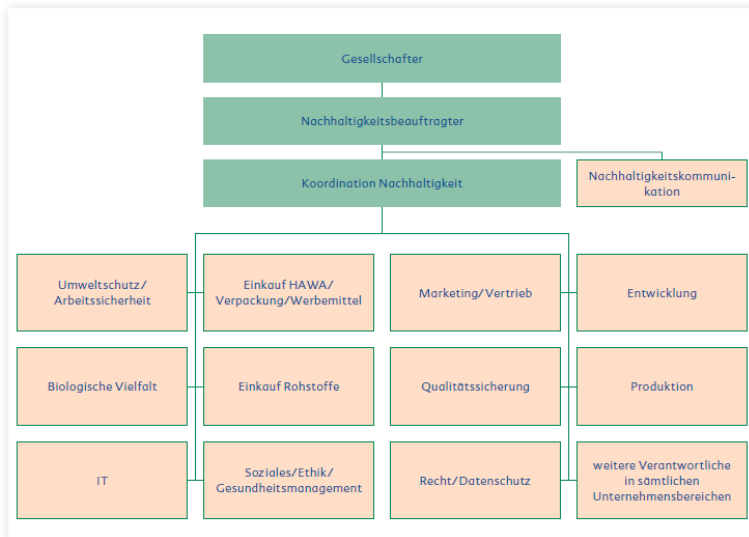 Gesellschafter
Nachhaltigkeitsbeauftragter
Koordination Nachhaltigkeit
Nachhaltigkeitskommuni-
kation
Umweltschutz/
Arbeitssicherheit
Einkauf HAWA/
Verpackung/Werbemittel
Marketing/Vertrieb
Entwicklung
Biologische Vielfalt
Einkauf Rohstoffe
Qualitätssicherung
Produktion
IT
Soziales/Ethik/
Gesundheitsmanagement
Recht/Datenschutz
weitere Verantwortliche
in sämtlichen
Unternehmensbereichen